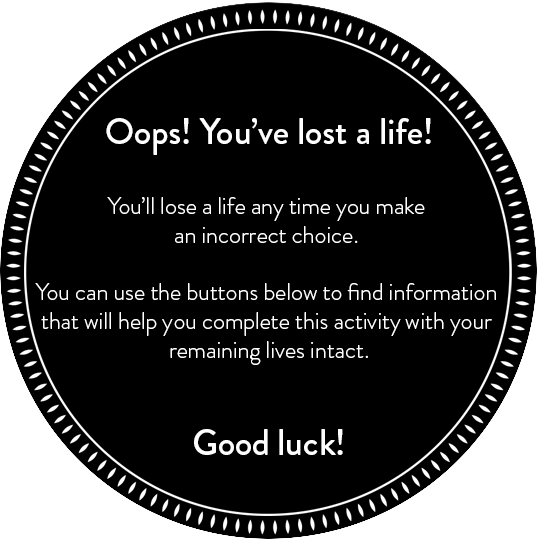 Oops! You’ve lost a life!
You’ll lose a life any time you make
an incorrect choice.
You can use the buttons below to find information
that will help you complete this activity with your
remaining lives intact.
Good luck!